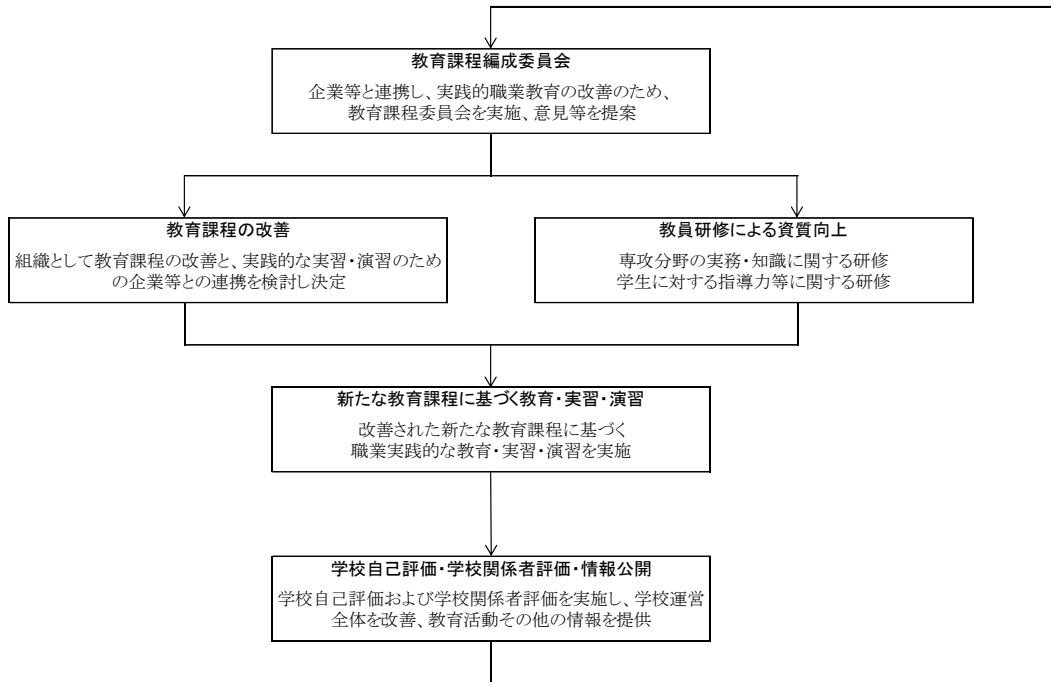 教育課程編成委員会
企業等と連携し、実践的職業教育の改善のため、
教育課程委員会を実施、意見等を提案
教育課程の改善
組織として教育課程の改善と、実践的な実習・演習のため
の企業等との連携を検討し決定
教員研修による資質向上
専攻分野の実務・知識に関する研修
学生に対する指導力等に関する研修
新たな教育課程に基づく教育・実習・演習
改善された新たな教育課程に基づく
職業実践的な教育・実習・演習を実施
学校自己評価・学校関係者評価・情報公開
学校自己評価および学校関係者評価を実施し、学校運営
全体を改善、教育活動その他の情報を提供